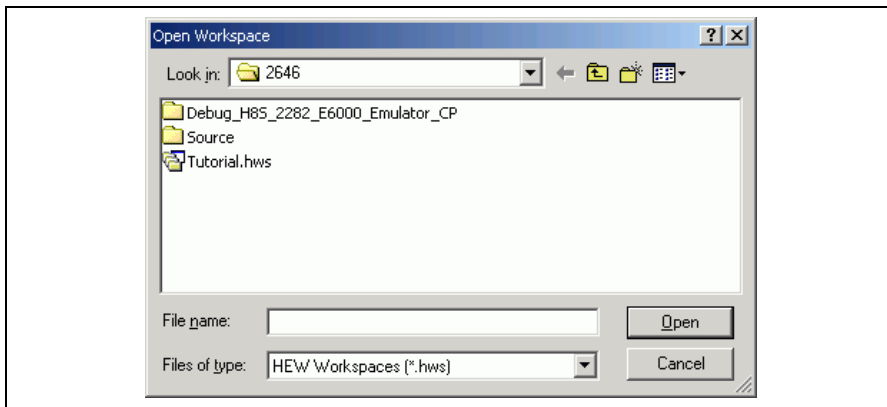 Open Workspace
Look in: 2646
Debug_H8S_2282_E6000_Emulator_CP
Source
Tutorial.hws
File name:
Open
Files of type: HEW Workspaces (*.hws)
Cancel